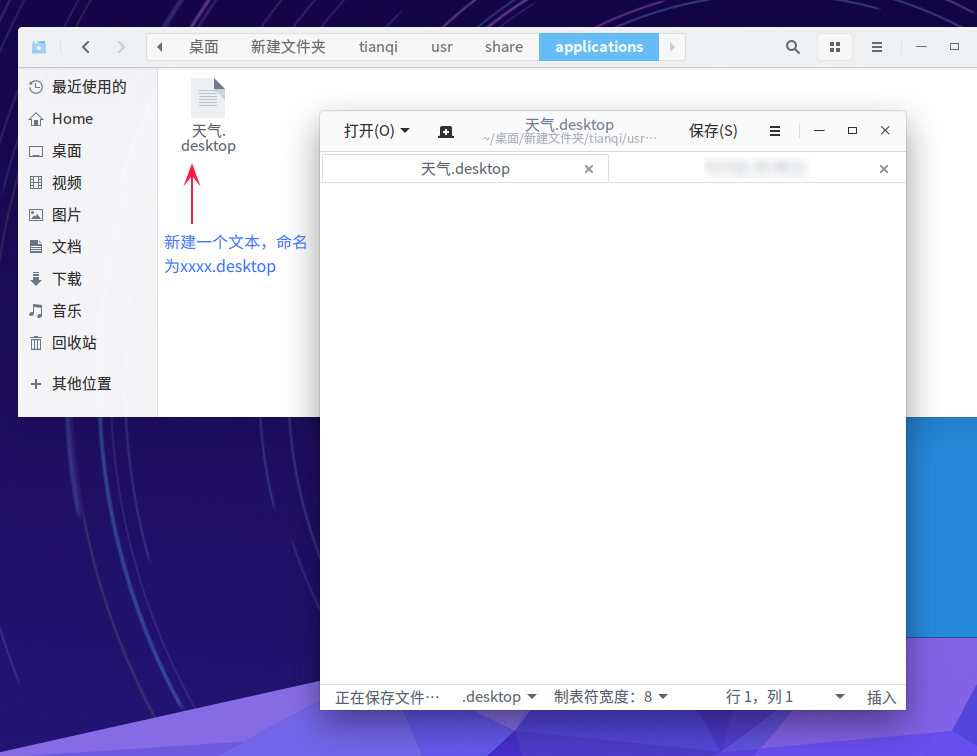 桌面 新建文件夹 tianqi usr share applications
最近使用的
Home
桌面
视频
图片
文档
下载
音乐
回收站
其他位置
天气.
desktop
新建一个文本，命名
为xxxx.desktop
打开(O) 天气.desktop 保存(S)
~/桌面/新建文件夹/tianqi/usr…
天气.desktop
正在保存文件… .desktop 制表符宽度：8 行 1，列 1 插入